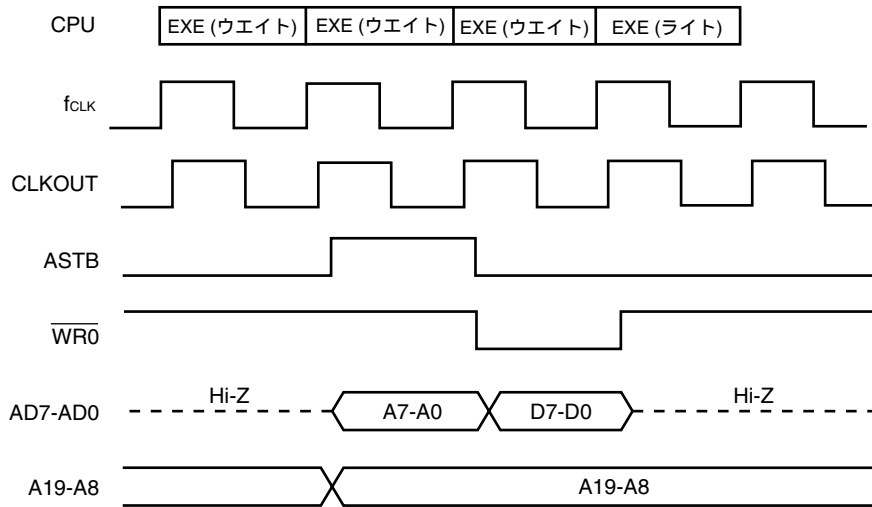 CPU EXE (ウエイト) EXE (ウエイト) EXE (ウエイト) EXE (ライト)
fCLK
CLKOUT
ASTB
WR0
AD7-AD0 Hi-Z A7-A0 D7-D0 Hi-Z
A19-A8 A19-A8